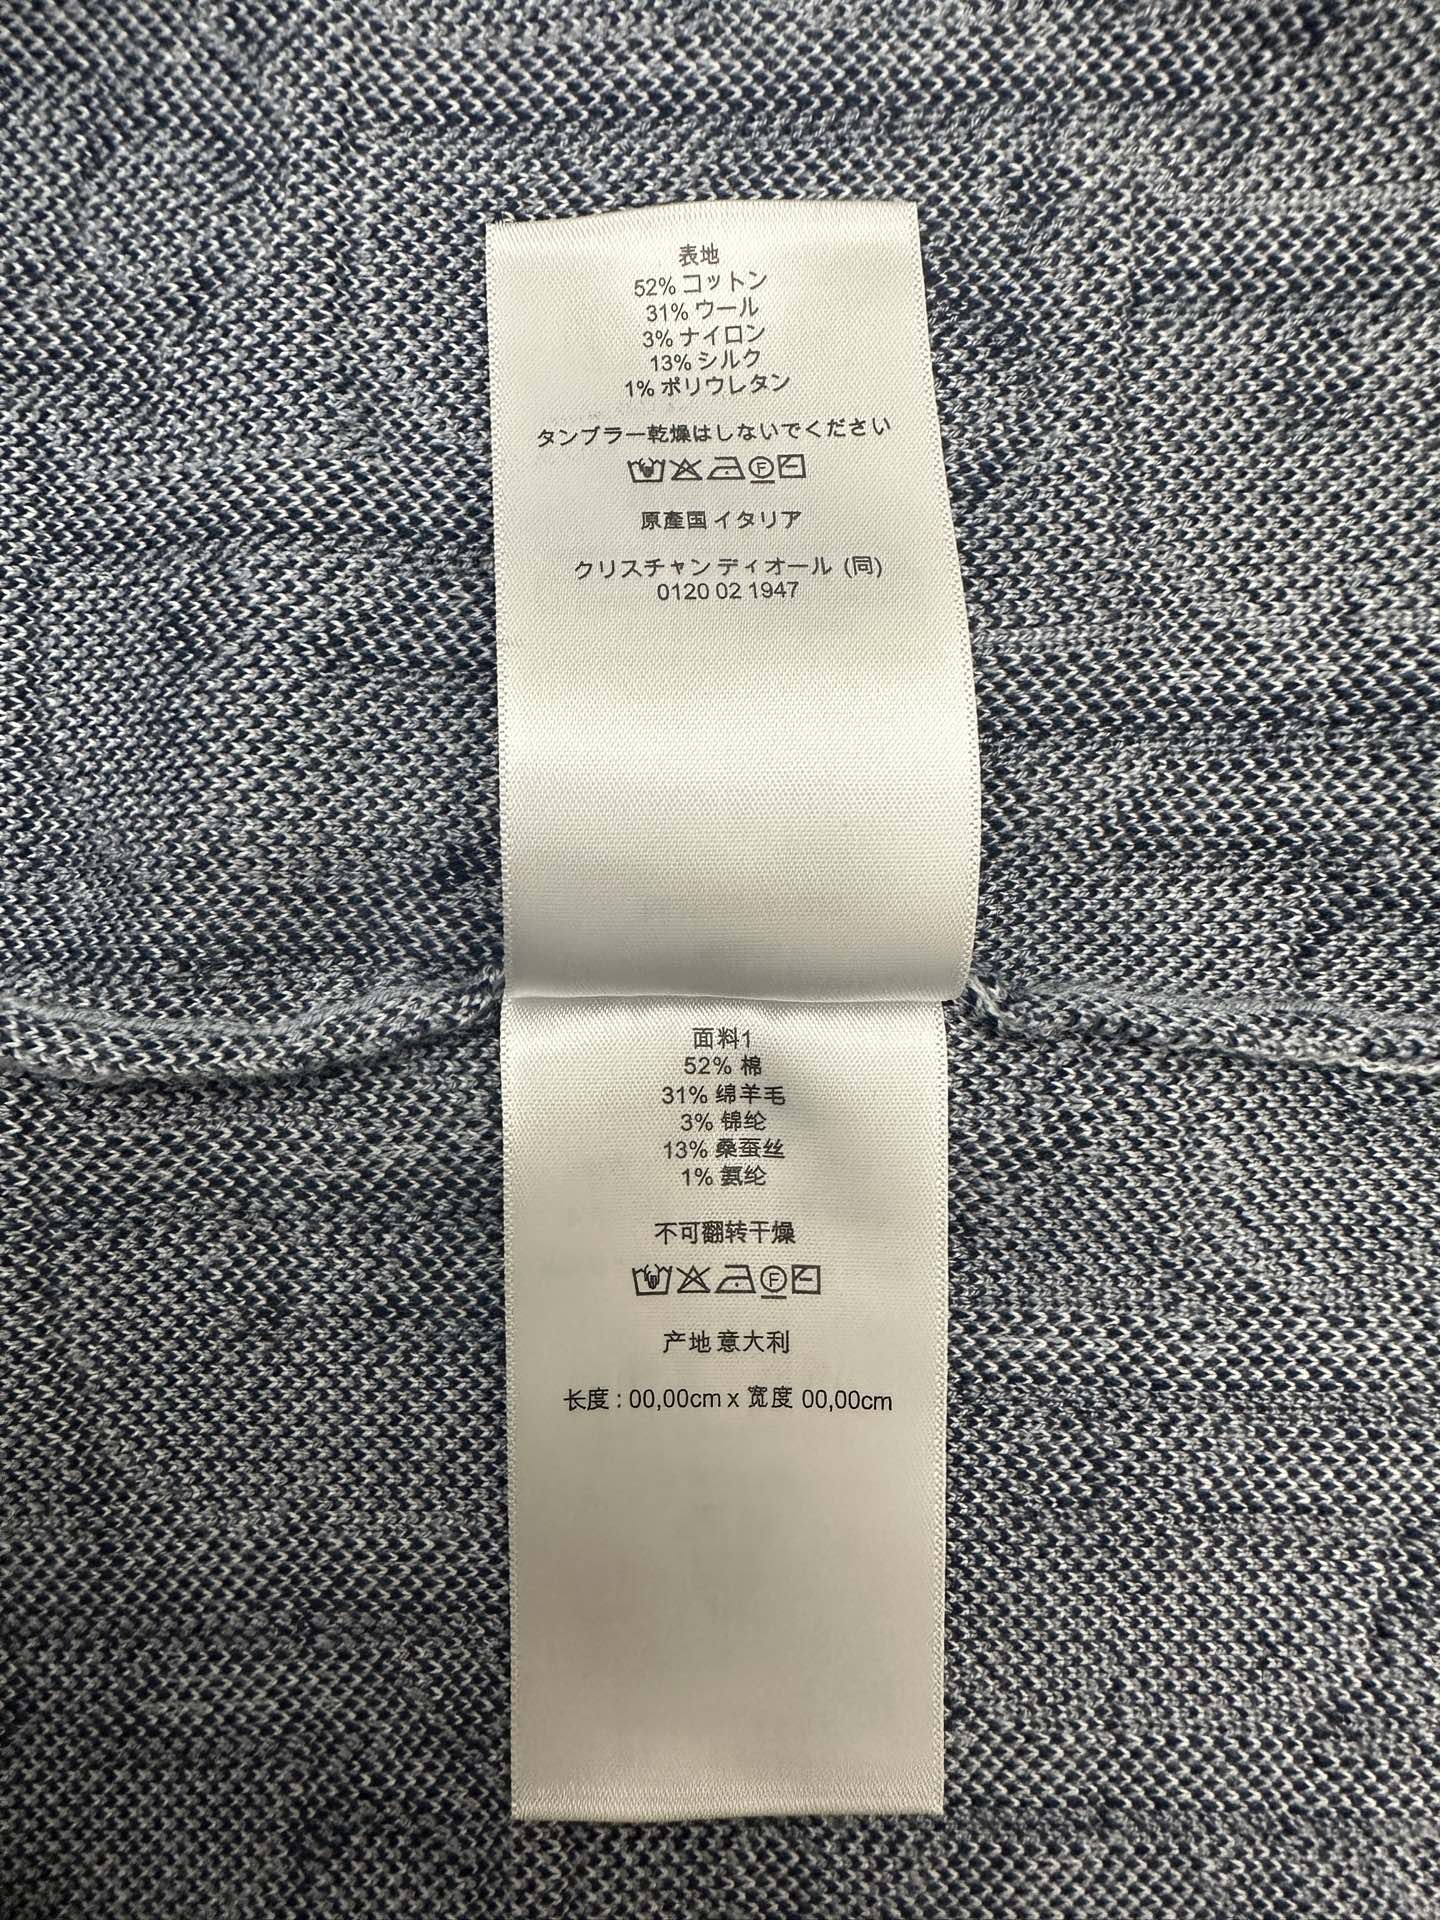 表地
52% コットン
31% ウール
3% ナイロン
13% シルク
1% ポリウレタン
タンブラー乾燥はしないでください
F
原産国 イタリア
クリスチャン ディオール (同)
0120 02 1947
面料1
52% 棉
31% 绵羊毛
3% 锦纶
13% 桑蚕丝
1% 氨纶
不可翻转干燥
F
产地 意大利
长度 : 00,00cm x 宽度 00,00cm